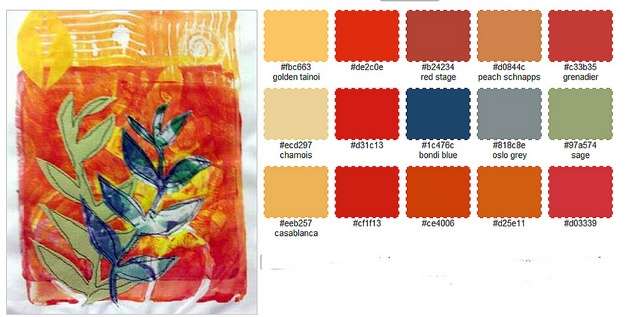 #fbc663
golden tainoi
#de2c0e
#b24234
red stage
#d0844c
peach schnapps
#c33b35
grenadier
#ecd297
chamois
#d31c13
#1c476c
bondi blue
#818c8e
oslo grey
#97a574
sage
#eeb257
casablanca
#cf1f13
#ce4006
#d25e11
#d03339